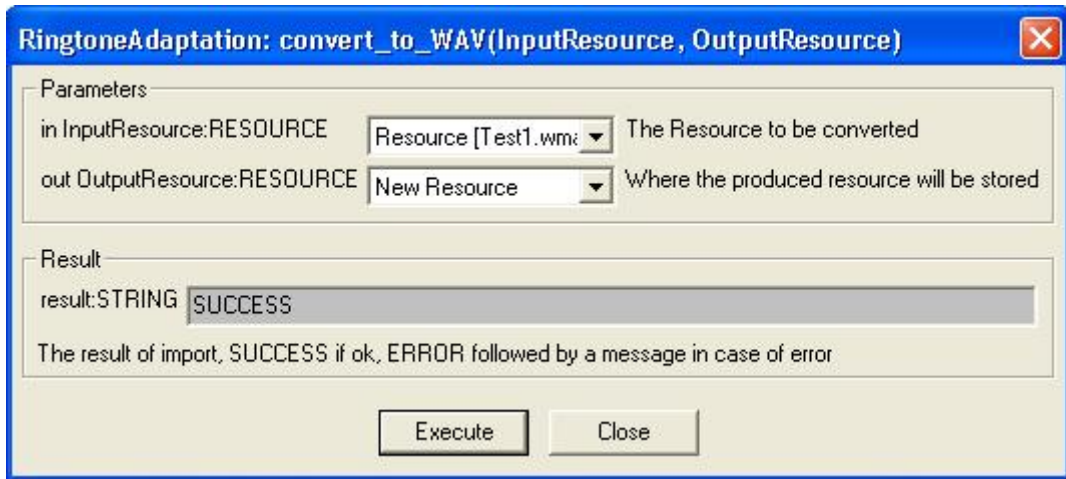 RingtoneAdaptation: convert_to_WAV(InputResource, OutputResource)
Parameters
in InputResource:RESOURCE Resource [Test1.wma The Resource to be converted
out OutputResource:RESOURCE New Resource Where the produced resource will be stored
Result
result:STRING SUCCESS
The result of import, SUCCESS if ok, ERROR followed by a message in case of error
Execute Close